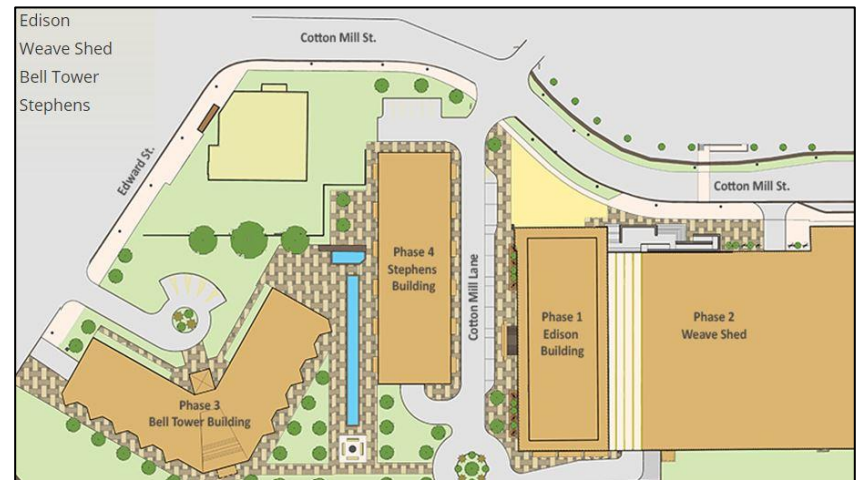 Edison
Weave Shed
Bell Tower
Stephens
Cotton Mill St.
Edward St.
Cotton Mill St.
Phase 4
Stephens
Building
Cotton Mill Lane
Phase 1
Edison
Building
Phase 2
Weave Shed
Phase 3
Bell Tower Building